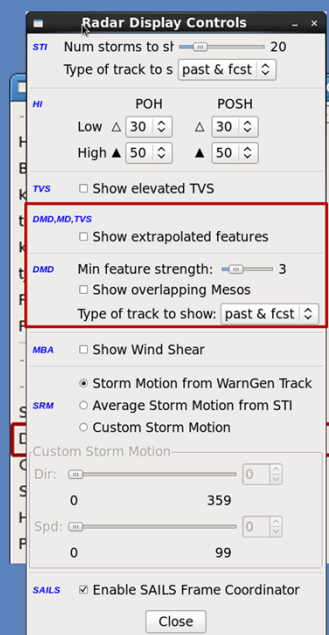 Radar Display Controls
STI Num storms to sh 20
Type of track to s past & fcst
HI POH POSH
Low 30 30
High 50 50
TVS Show elevated TVS
DMD,MD,TVS
Show extrapolated features
DMD Min feature strength: 3
Show overlapping Mesos
Type of track to show: past & fcst
MBA Show Wind Shear
Storm Motion from WarnGen Track
SRM Average Storm Motion from STI
Custom Storm Motion
Custom Storm Motion
Dir: 0
0 359
Spd: 0
0 99
SAILS Enable SAILS Frame Coordinator
Close